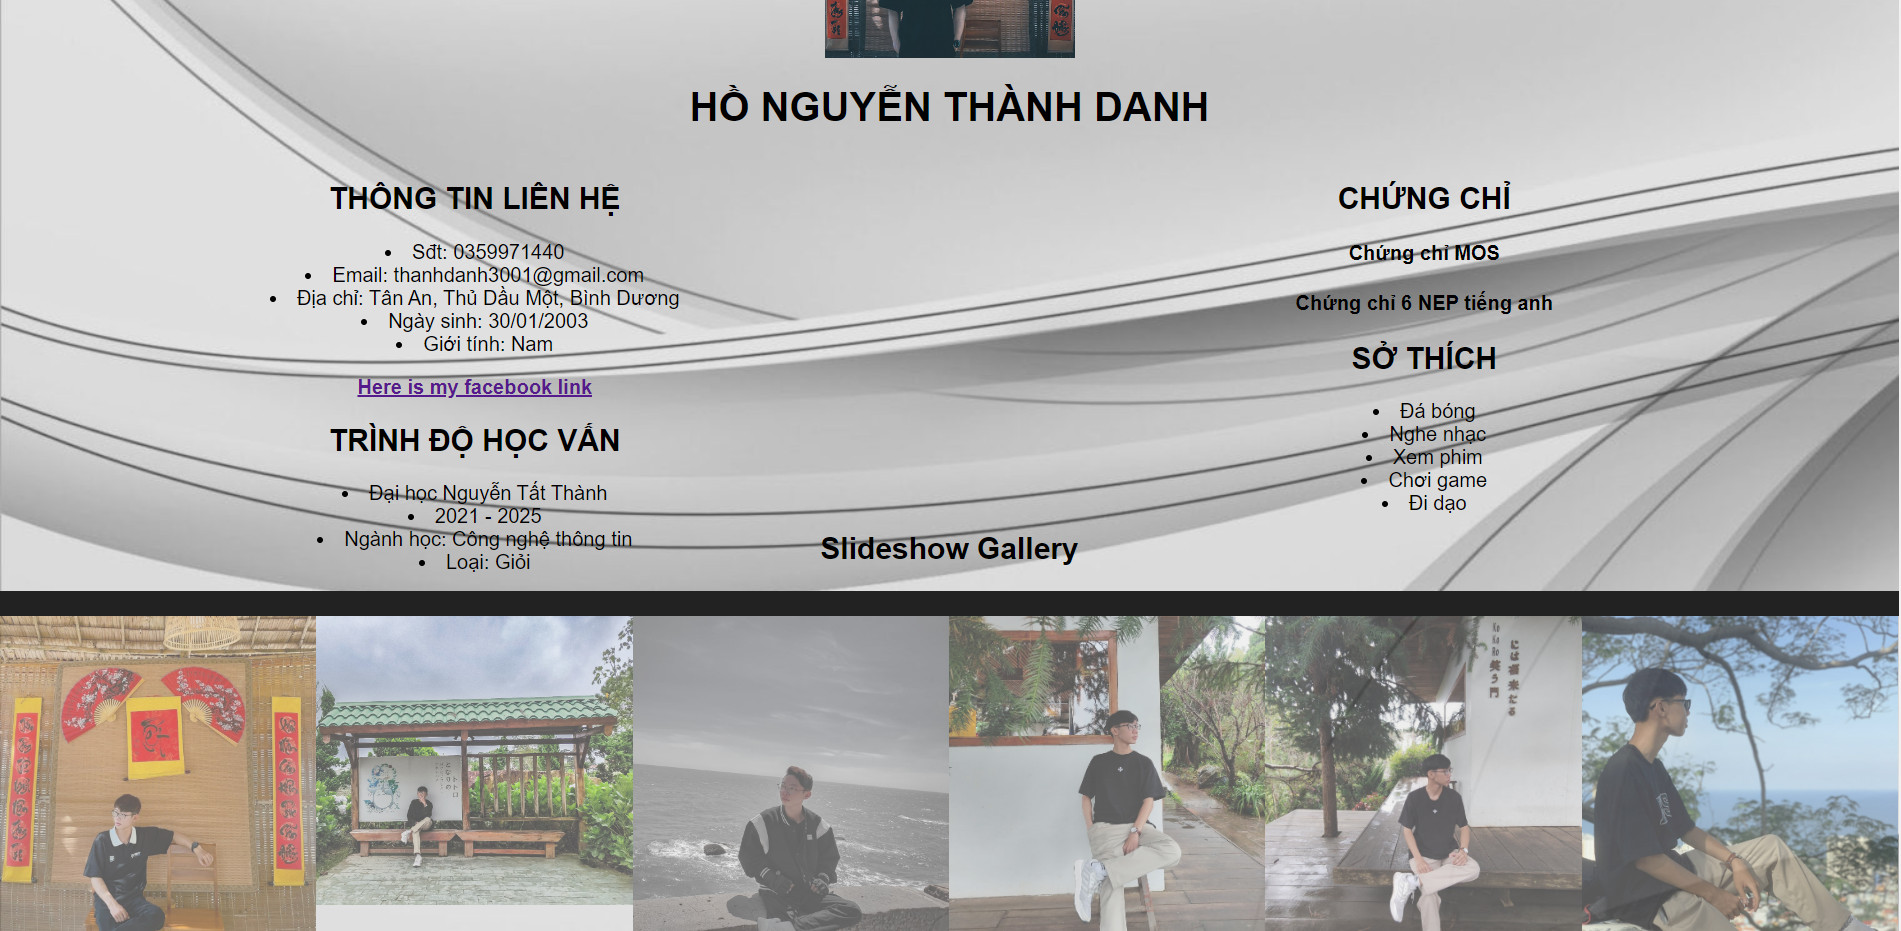 HỒ NGUYỄN THÀNH DANH
THÔNG TIN LIÊN HỆ
• Sđt: 0359971440
• Email: thanhdanh3001@gmail.com
• Địa chỉ: Tân An, Thủ Dầu Một, Bình Dương
• Ngày sinh: 30/01/2003
• Giới tính: Nam
Here is my facebook link
TRÌNH ĐỘ HỌC VẤN
• Đại học Nguyễn Tất Thành
• 2021 - 2025
• Ngành học: Công nghệ thông tin
• Loại: Giỏi
CHỨNG CHỈ
Chứng chỉ MOS
Chứng chỉ 6 NEP tiếng anh
SỞ THÍCH
• Đá bóng
• Nghe nhạc
• Xem phim
• Chơi game
• Đi dạo
Slideshow Gallery